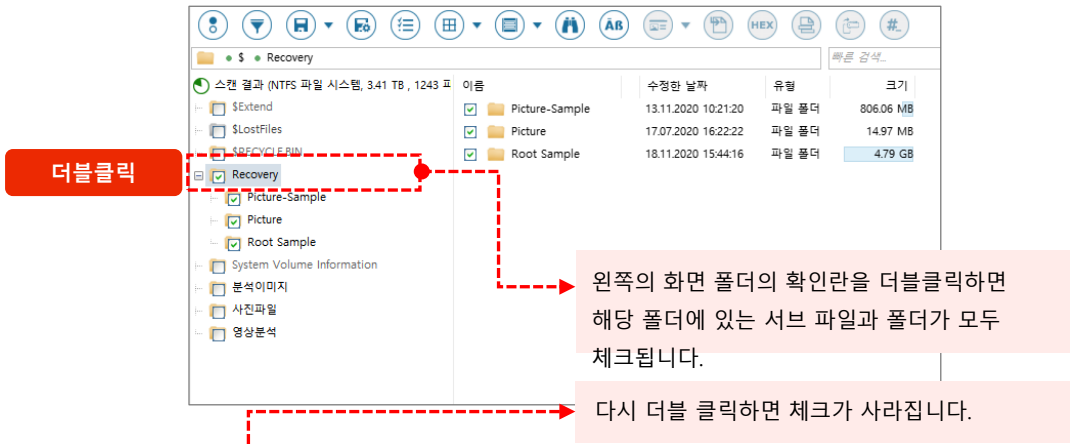 ÄB HEX #_
$ Recovery 빠른 검색...
스캔 결과 (NTFS 파일 시스템, 3.41 TB , 1243 파
이름 수정한 날짜 유형 크기
$Extend
$LostFiles
$RECYCLE.BIN
Recovery
Picture-Sample
Picture
Root Sample
System Volume Information
분석이미지
사진파일
영상분석
Picture-Sample 13.11.2020 10:21:20 파일 폴더 806.06 MB
Picture 17.07.2020 16:22:22 파일 폴더 14.97 MB
Root Sample 18.11.2020 15:44:16 파일 폴더 4.79 GB
더블클릭
왼쪽의 화면 폴더의 확인란을 더블클릭하면
해당 폴더에 있는 서브 파일과 폴더가 모두
체크됩니다.
다시 더블 클릭하면 체크가 사라집니다.